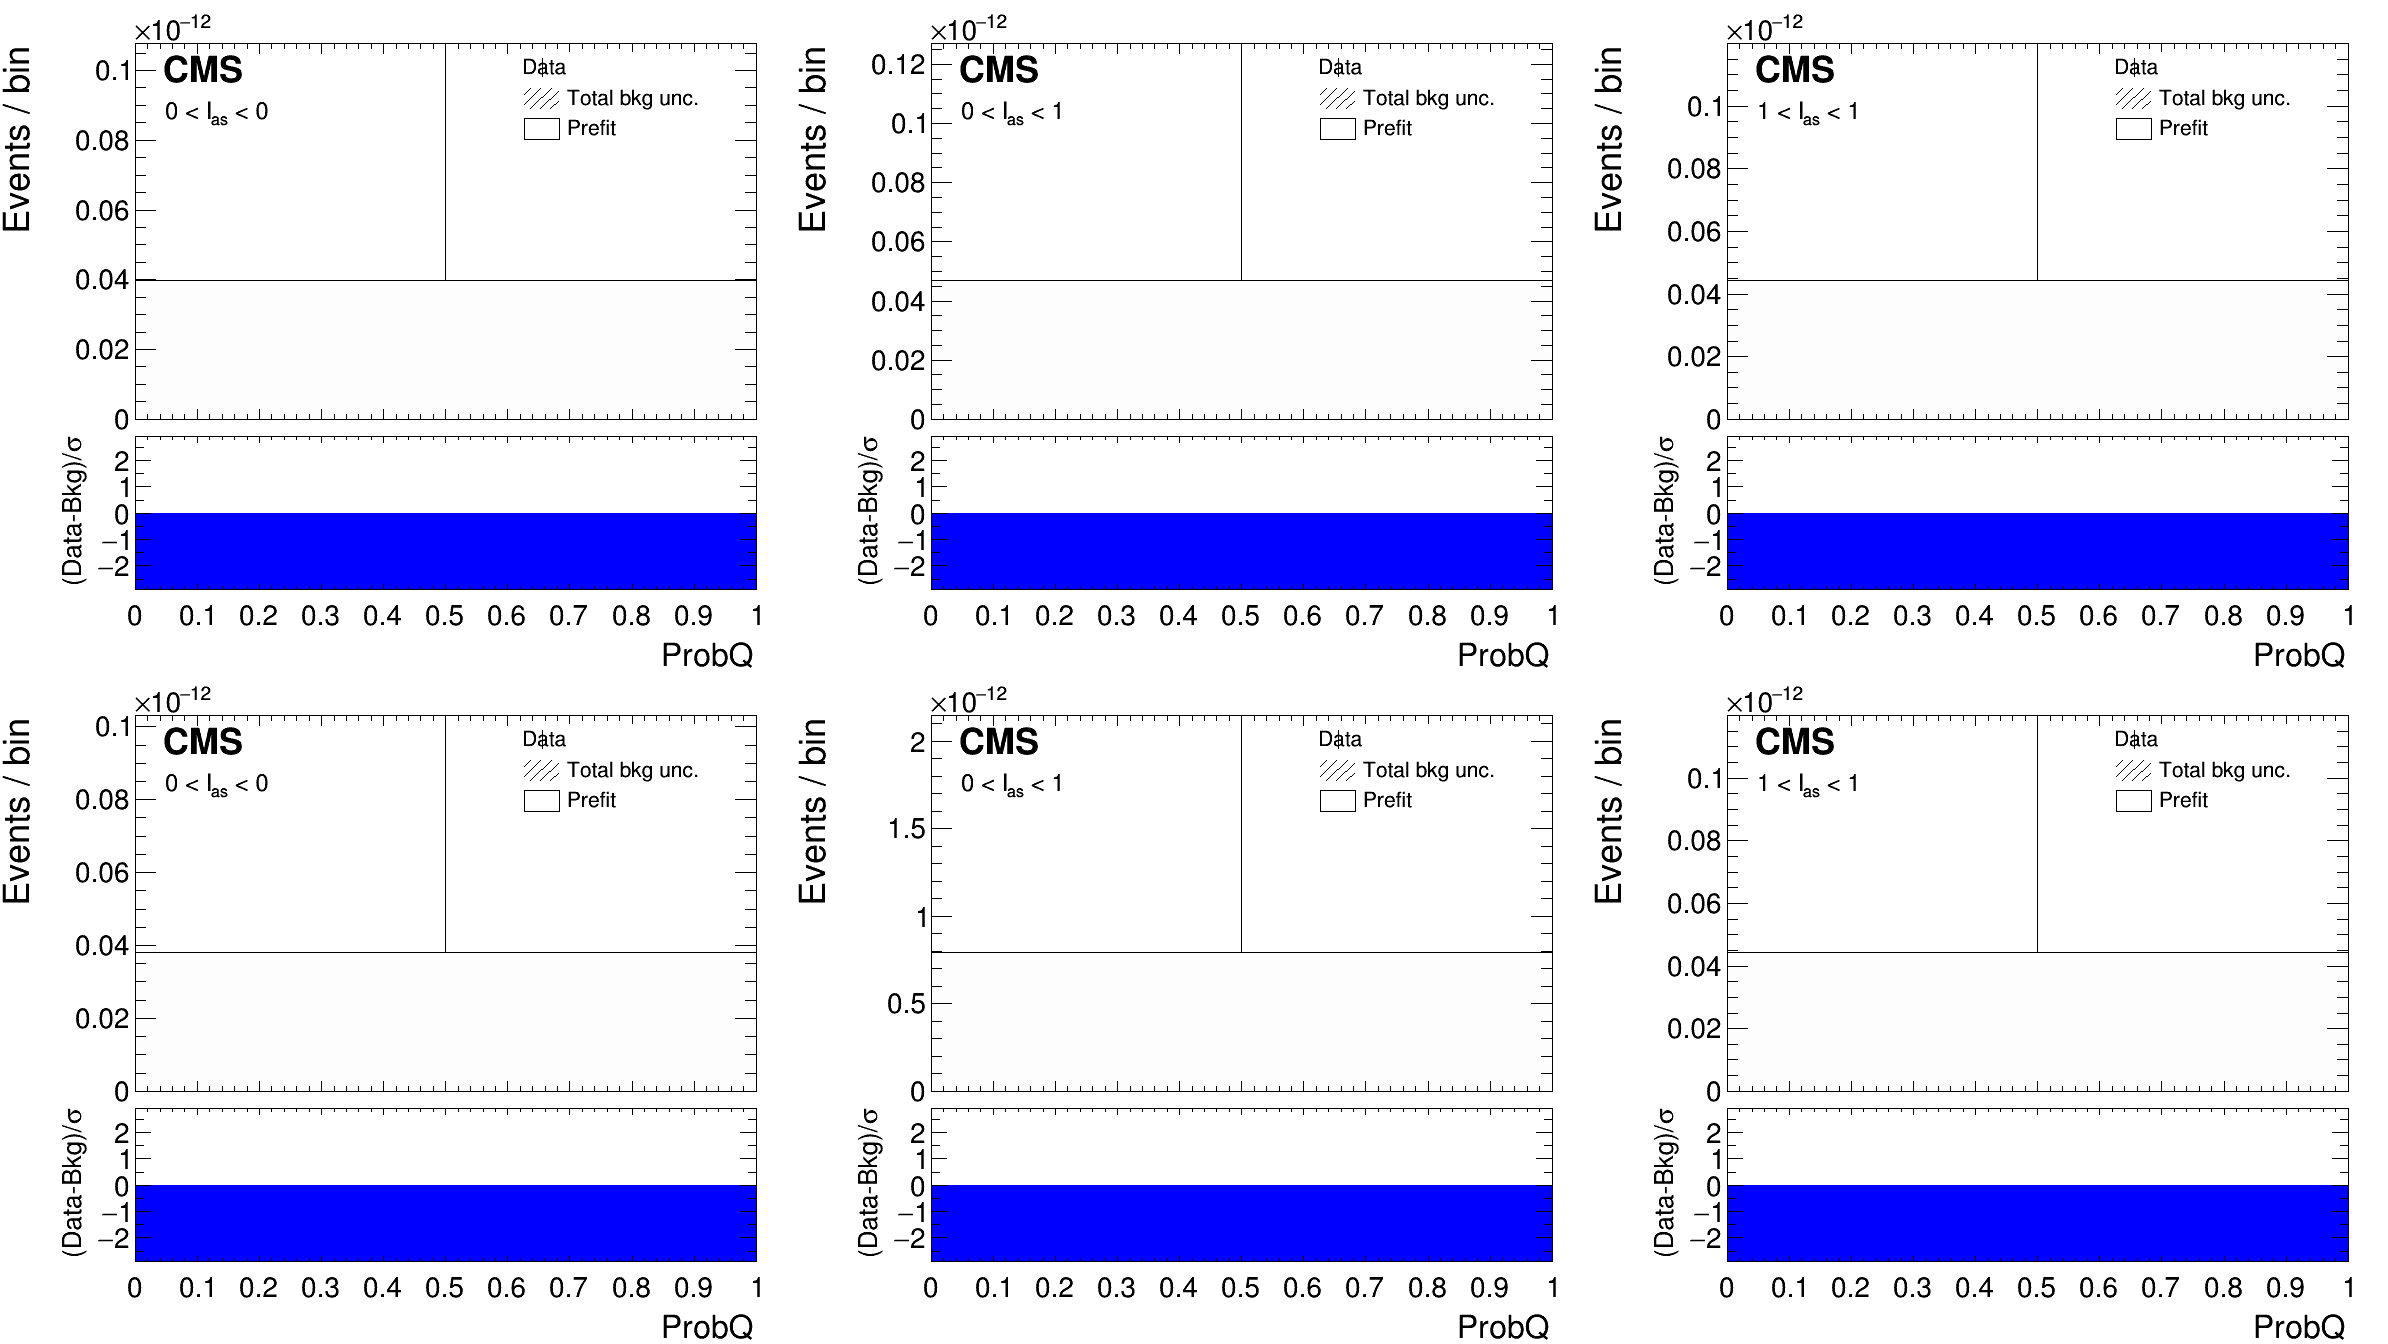 ×10⁻¹²
Events / bin
CMS
0 < I_as < 0
Data
Total bkg unc.
Prefit
0.1
0.08
0.06
0.04
0.02
0
(Data-Bkg)/σ
2
1
0
−1
−2
0 0.1 0.2 0.3 0.4 0.5 0.6 0.7 0.8 0.9 1
ProbQ
×10⁻¹²
Events / bin
CMS
0 < I_as < 1
Data
Total bkg unc.
Prefit
0.12
0.1
0.08
0.06
0.04
0.02
0
(Data-Bkg)/σ
2
1
0
−1
−2
0 0.1 0.2 0.3 0.4 0.5 0.6 0.7 0.8 0.9 1
ProbQ
×10⁻¹²
Events / bin
CMS
1 < I_as < 1
Data
Total bkg unc.
Prefit
0.1
0.08
0.06
0.04
0.02
0
(Data-Bkg)/σ
2
1
0
−1
−2
0 0.1 0.2 0.3 0.4 0.5 0.6 0.7 0.8 0.9 1
ProbQ
×10⁻¹²
Events / bin
CMS
0 < I_as < 0
Data
Total bkg unc.
Prefit
0.1
0.08
0.06
0.04
0.02
0
(Data-Bkg)/σ
2
1
0
−1
−2
0 0.1 0.2 0.3 0.4 0.5 0.6 0.7 0.8 0.9 1
ProbQ
×10⁻¹²
Events / bin
CMS
0 < I_as < 1
Data
Total bkg unc.
Prefit
2
1.5
1
0.5
0
(Data-Bkg)/σ
2
1
0
−1
−2
0 0.1 0.2 0.3 0.4 0.5 0.6 0.7 0.8 0.9 1
ProbQ
×10⁻¹²
Events / bin
CMS
1 < I_as < 1
Data
Total bkg unc.
Prefit
0.1
0.08
0.06
0.04
0.02
0
(Data-Bkg)/σ
2
1
0
−1
−2
0 0.1 0.2 0.3 0.4 0.5 0.6 0.7 0.8 0.9 1
ProbQ